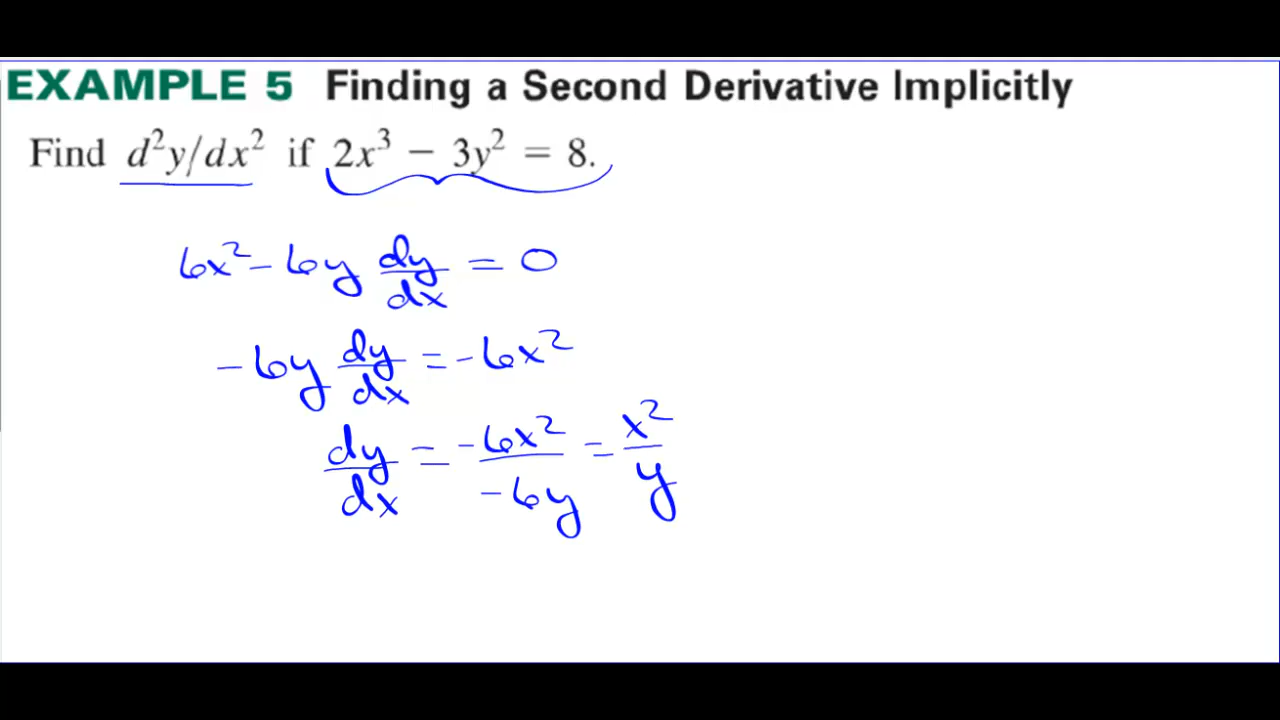 EXAMPLE 5 Finding a Second Derivative Implicitly
Find d²y/dx² if 2x³ − 3y² = 8.
6x² − 6y dy/dx = 0
−6y dy/dx = −6x²
dy/dx = −6x²/−6y = x²/y